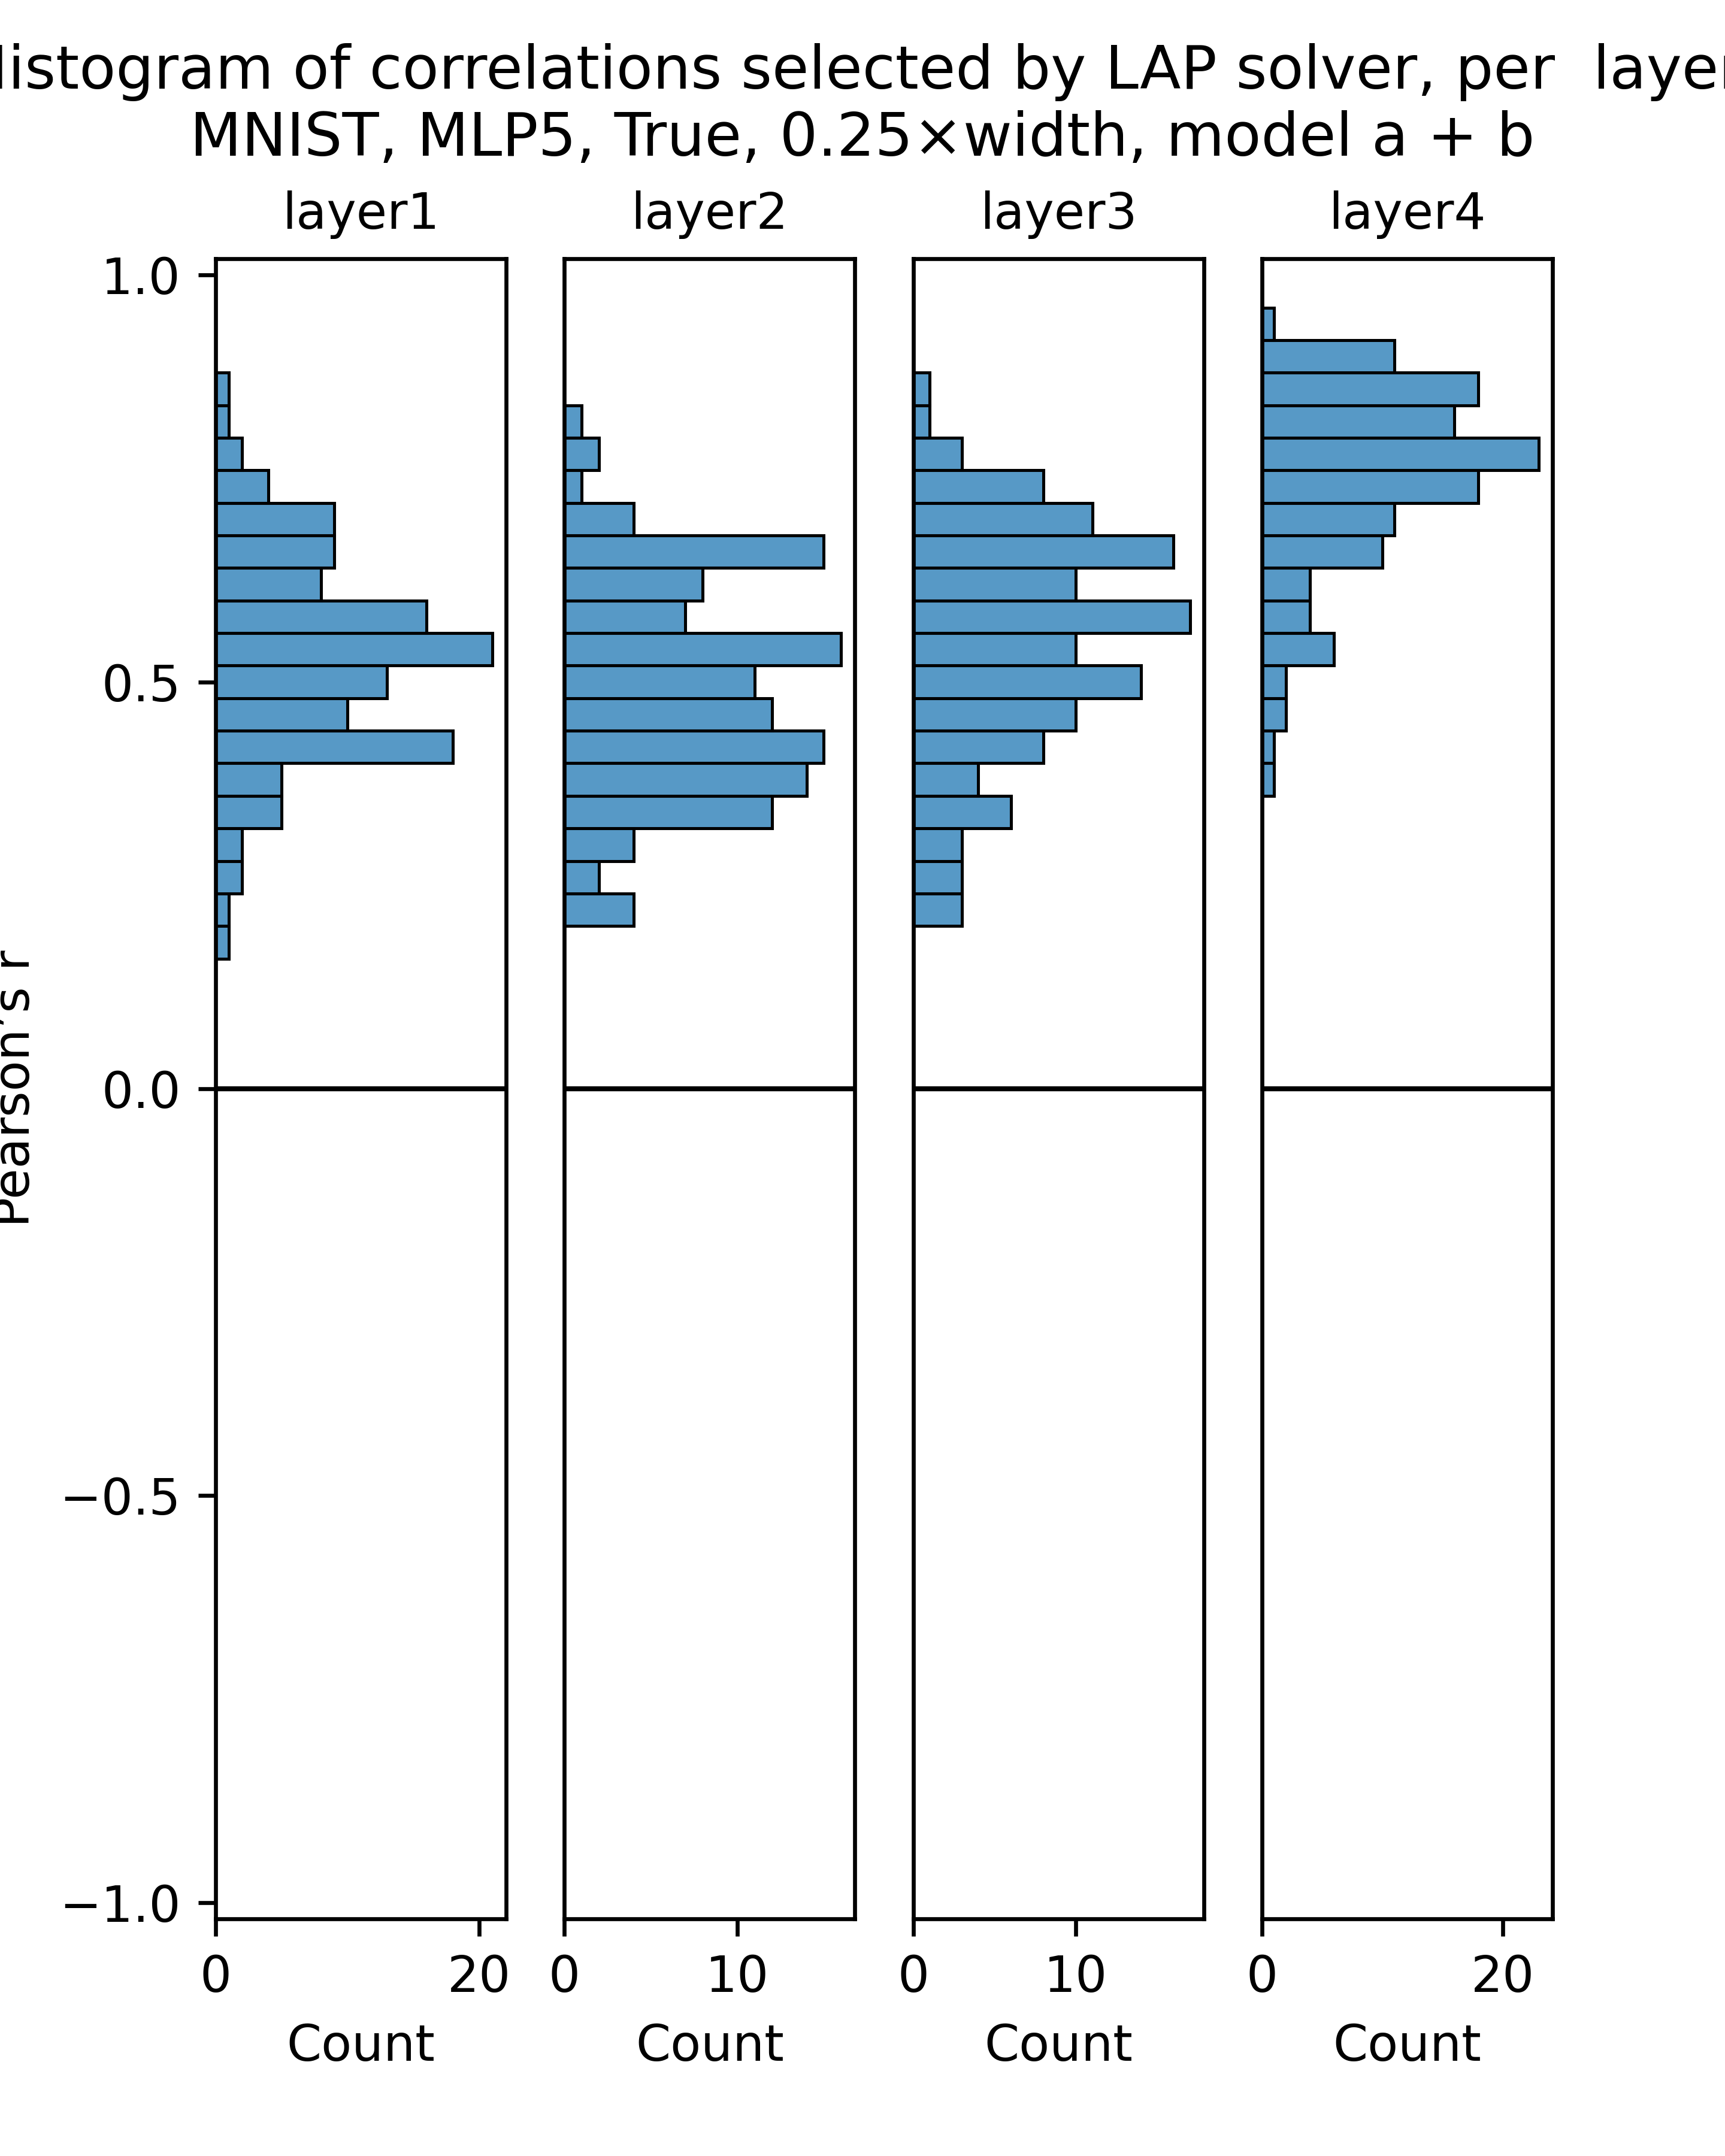 istogram of correlations selected by LAP solver, per layer
MNIST, MLP5, True, 0.25×width, model a + b
layer1 layer2 layer3 layer4
1.0
0.5
0.0
−0.5
−1.0
Pearson’s r
0 20 0 10 0 10 0 20
Count Count Count Count